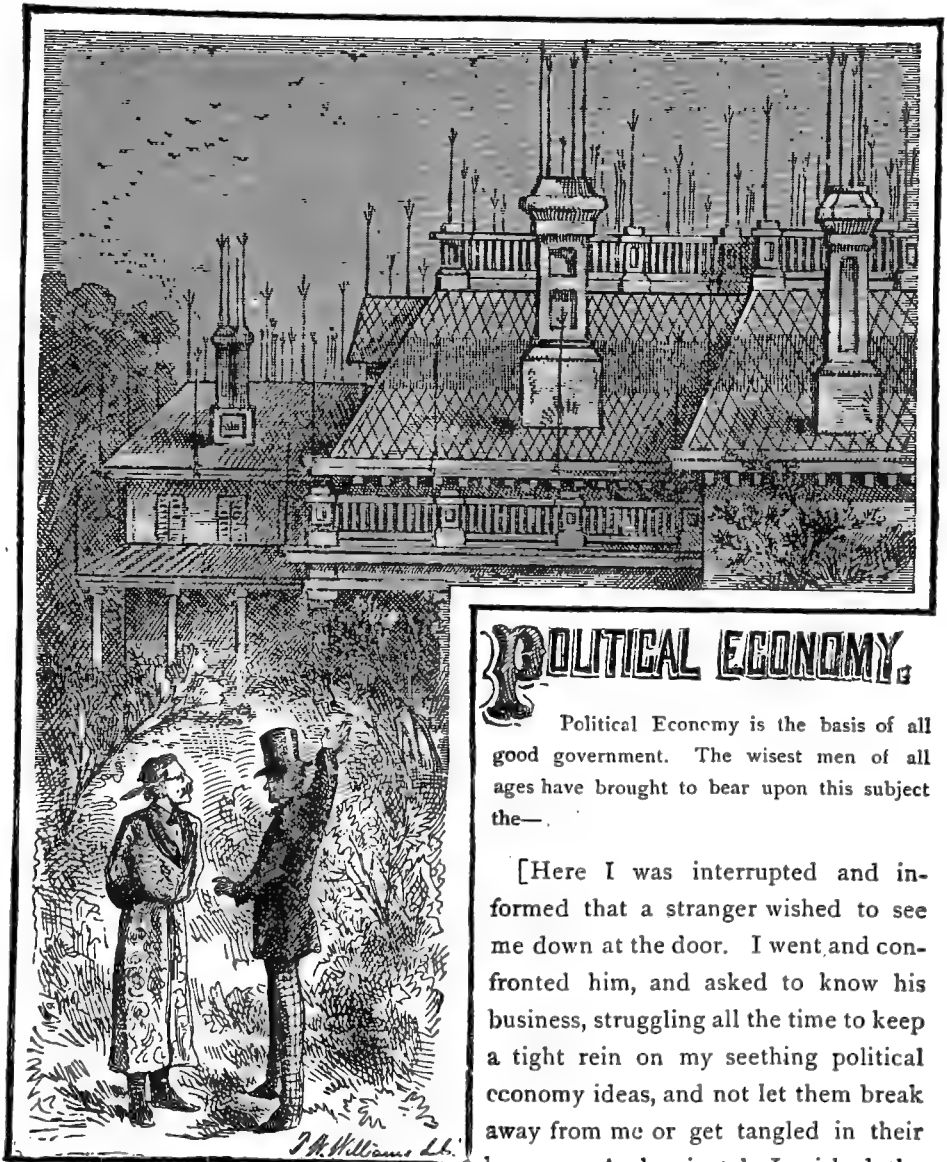 POLITICAL ECONOMY.
Political Economy is the basis of all
good government. The wisest men of all
ages have brought to bear upon this subject
the—
[Here I was interrupted and in-
formed that a stranger wished to see
me down at the door. I went and con-
fronted him, and asked to know his
business, struggling all the time to keep
a tight rein on my seething political
economy ideas, and not let them break
away from me or get tangled in their
Williams